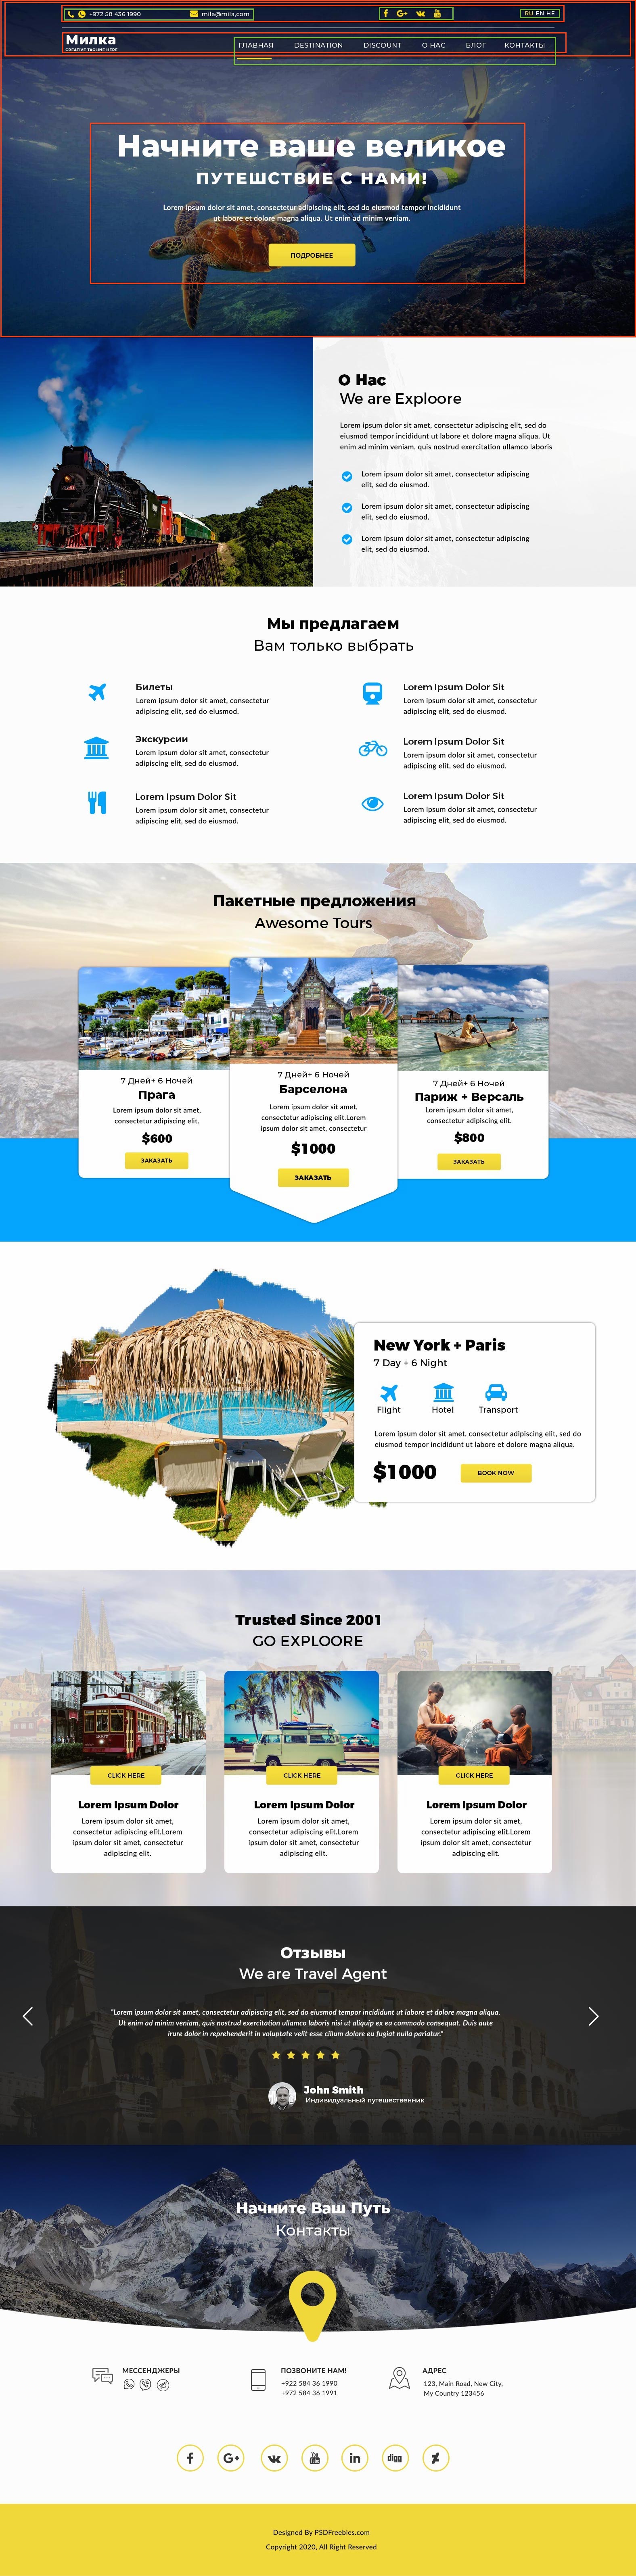 +972 58 436 1990
mila@mila,com
RU EN HE
Милка
CREATIVE TAGLINE HERE
ГЛАВНАЯ DESTINATION DISCOUNT О НАС БЛОГ КОНТАКТЫ
Начните ваше великое
ПУТЕШЕСТВИЕ С НАМИ!
Lorem ipsum dolor sit amet, consectetur adipiscing elit, sed do eiusmod tempor incididunt
ut labore et dolore magna aliqua. Ut enim ad minim veniam.
ПОДРОБНЕЕ
О Нас
We are Exploore
Lorem ipsum dolor sit amet, consectetur adipiscing elit, sed do
eiusmod tempor incididunt ut labore et dolore magna aliqua. Ut
enim ad minim veniam, quis nostrud exercitation ullamco laboris
Lorem ipsum dolor sit amet, consectetur adipiscing
elit, sed do eiusmod.
Lorem ipsum dolor sit amet, consectetur adipiscing
elit, sed do eiusmod.
Lorem ipsum dolor sit amet, consectetur adipiscing
elit, sed do eiusmod.
Мы предлагаем
Вам только выбрать
Билеты
Lorem ipsum dolor sit amet, consectetur
adipiscing elit, sed do eiusmod.
Lorem Ipsum Dolor Sit
Lorem ipsum dolor sit amet, consectetur
adipiscing elit, sed do eiusmod.
Экскурсии
Lorem ipsum dolor sit amet, consectetur
adipiscing elit, sed do eiusmod.
Lorem Ipsum Dolor Sit
Lorem ipsum dolor sit amet, consectetur
adipiscing elit, sed do eiusmod.
Lorem Ipsum Dolor Sit
Lorem ipsum dolor sit amet, consectetur
adipiscing elit, sed do eiusmod.
Lorem Ipsum Dolor Sit
Lorem ipsum dolor sit amet, consectetur
adipiscing elit, sed do eiusmod.
Пакетные предложения
Awesome Tours
7 Дней+ 6 Ночей
Прага
Lorem ipsum dolor sit amet,
consectetur adipiscing elit.
$600
ЗАКАЗАТЬ
7 Дней+ 6 Ночей
Барселона
Lorem ipsum dolor sit amet,
consectetur adipiscing elit.Lorem
ipsum dolor sit amet, consectetur
$1000
ЗАКАЗАТЬ
7 Дней+ 6 Ночей
Париж + Версаль
Lorem ipsum dolor sit amet,
consectetur adipiscing elit.
$800
ЗАКАЗАТЬ
New York + Paris
7 Day + 6 Night
Flight Hotel Transport
Lorem ipsum dolor sit amet, consectetur adipiscing elit, sed do
eiusmod tempor incididunt ut labore et dolore magna aliqua.
$1000
BOOK NOW
Trusted Since 2001
GO EXPLOORE
CLICK HERE
Lorem Ipsum Dolor
Lorem ipsum dolor sit amet,
consectetur adipiscing elit.Lorem
ipsum dolor sit amet, consectetur
adipiscing elit.
CLICK HERE
Lorem Ipsum Dolor
Lorem ipsum dolor sit amet,
consectetur adipiscing elit.Lorem
ipsum dolor sit amet, consectetur
adipiscing elit.
CLICK HERE
Lorem Ipsum Dolor
Lorem ipsum dolor sit amet,
consectetur adipiscing elit.Lorem
ipsum dolor sit amet, consectetur
adipiscing elit.
Отзывы
We are Travel Agent
"Lorem ipsum dolor sit amet, consectetur adipiscing elit, sed do eiusmod tempor incididunt ut labore et dolore magna aliqua.
Ut enim ad minim veniam, quis nostrud exercitation ullamco laboris nisi ut aliquip ex ea commodo consequat. Duis aute
irure dolor in reprehenderit in voluptate velit esse cillum dolore eu fugiat nulla pariatur."
John Smith
Индивидуальный путешественник
Начните Ваш Путь
Контакты
МЕССЕНДЖЕРЫ
ПОЗВОНИТЕ НАМ!
+922 584 36 1990
+972 584 36 1991
АДРЕС
123, Main Road, New City,
My Country 123456
Designed By PSDFreebies.com
Copyright 2020, All Right Reserved